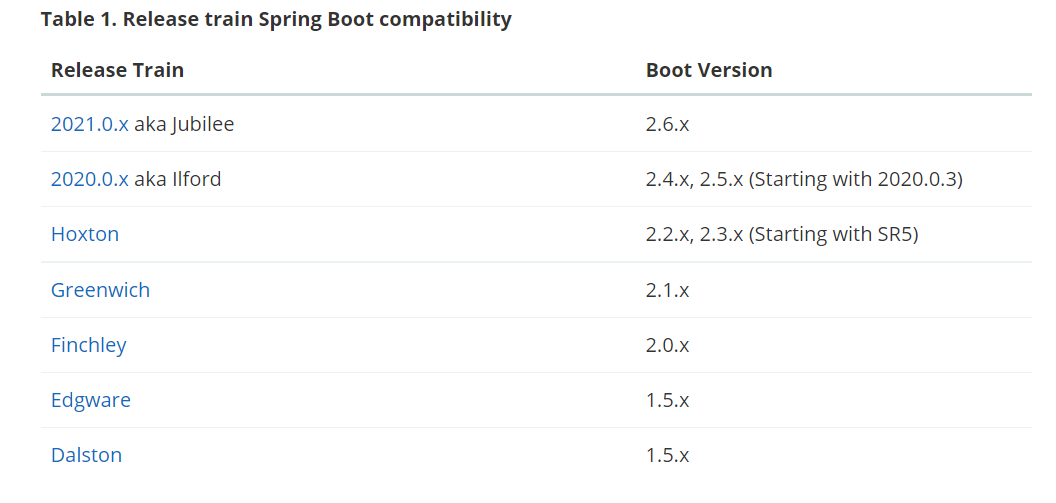 Table 1. Release train Spring Boot compatibility
Release Train Boot Version
2021.0.x aka Jubilee 2.6.x
2020.0.x aka Ilford 2.4.x, 2.5.x (Starting with 2020.0.3)
Hoxton 2.2.x, 2.3.x (Starting with SR5)
Greenwich 2.1.x
Finchley 2.0.x
Edgware 1.5.x
Dalston 1.5.x